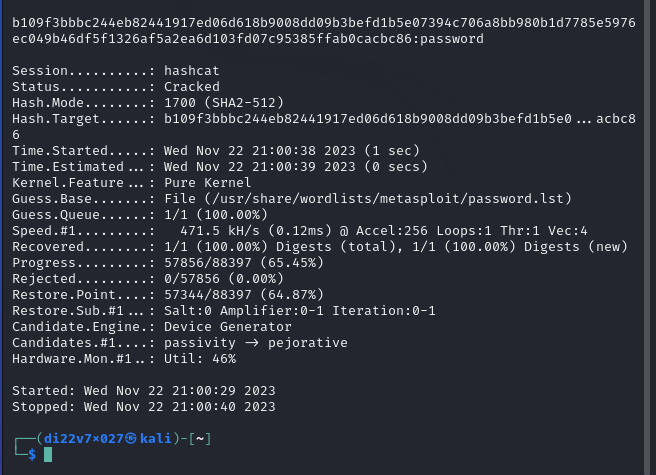 b109f3bbbc244eb82441917ed06d618b9008dd09b3befd1b5e07394c706a8bb980b1d7785e5976
ec049b46df5f1326af5a2ea6d103fd07c95385ffab0cacbc86:password
Session..........: hashcat
Status...........: Cracked
Hash.Mode........: 1700 (SHA2-512)
Hash.Target......: b109f3bbbc244eb82441917ed06d618b9008dd09b3befd1b5e0...acbc8
6
Time.Started.....: Wed Nov 22 21:00:38 2023 (1 sec)
Time.Estimated...: Wed Nov 22 21:00:39 2023 (0 secs)
Kernel.Feature...: Pure Kernel
Guess.Base.......: File (/usr/share/wordlists/metasploit/password.lst)
Guess.Queue......: 1/1 (100.00%)
Speed.#1.........:   471.5 kH/s (0.12ms) @ Accel:256 Loops:1 Thr:1 Vec:4
Recovered........: 1/1 (100.00%) Digests (total), 1/1 (100.00%) Digests (new)
Progress.........: 57856/88397 (65.45%)
Rejected.........: 0/57856 (0.00%)
Restore.Point....: 57344/88397 (64.87%)
Restore.Sub.#1...: Salt:0 Amplifier:0-1 Iteration:0-1
Candidate.Engine.: Device Generator
Candidates.#1....: passivity -> pejorative
Hardware.Mon.#1..: Util: 46%
Started: Wed Nov 22 21:00:29 2023
Stopped: Wed Nov 22 21:00:40 2023
┌──(di22v7×027㉿kali)-[~]
└─$